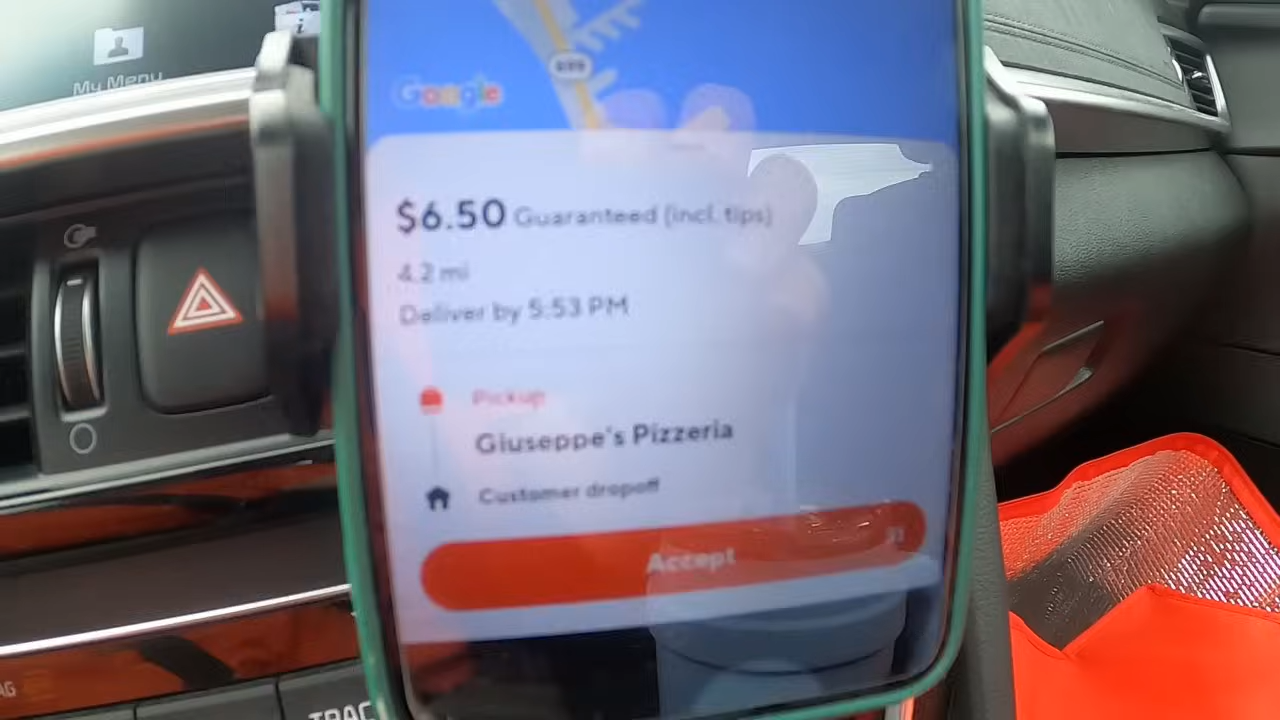 My Menu
Google
$6.50 Guaranteed (incl. tips)
4.2 mi
Deliver by 5:53 PM
Pickup
Giuseppe's Pizzeria
Customer dropoff
Accept
TRAC